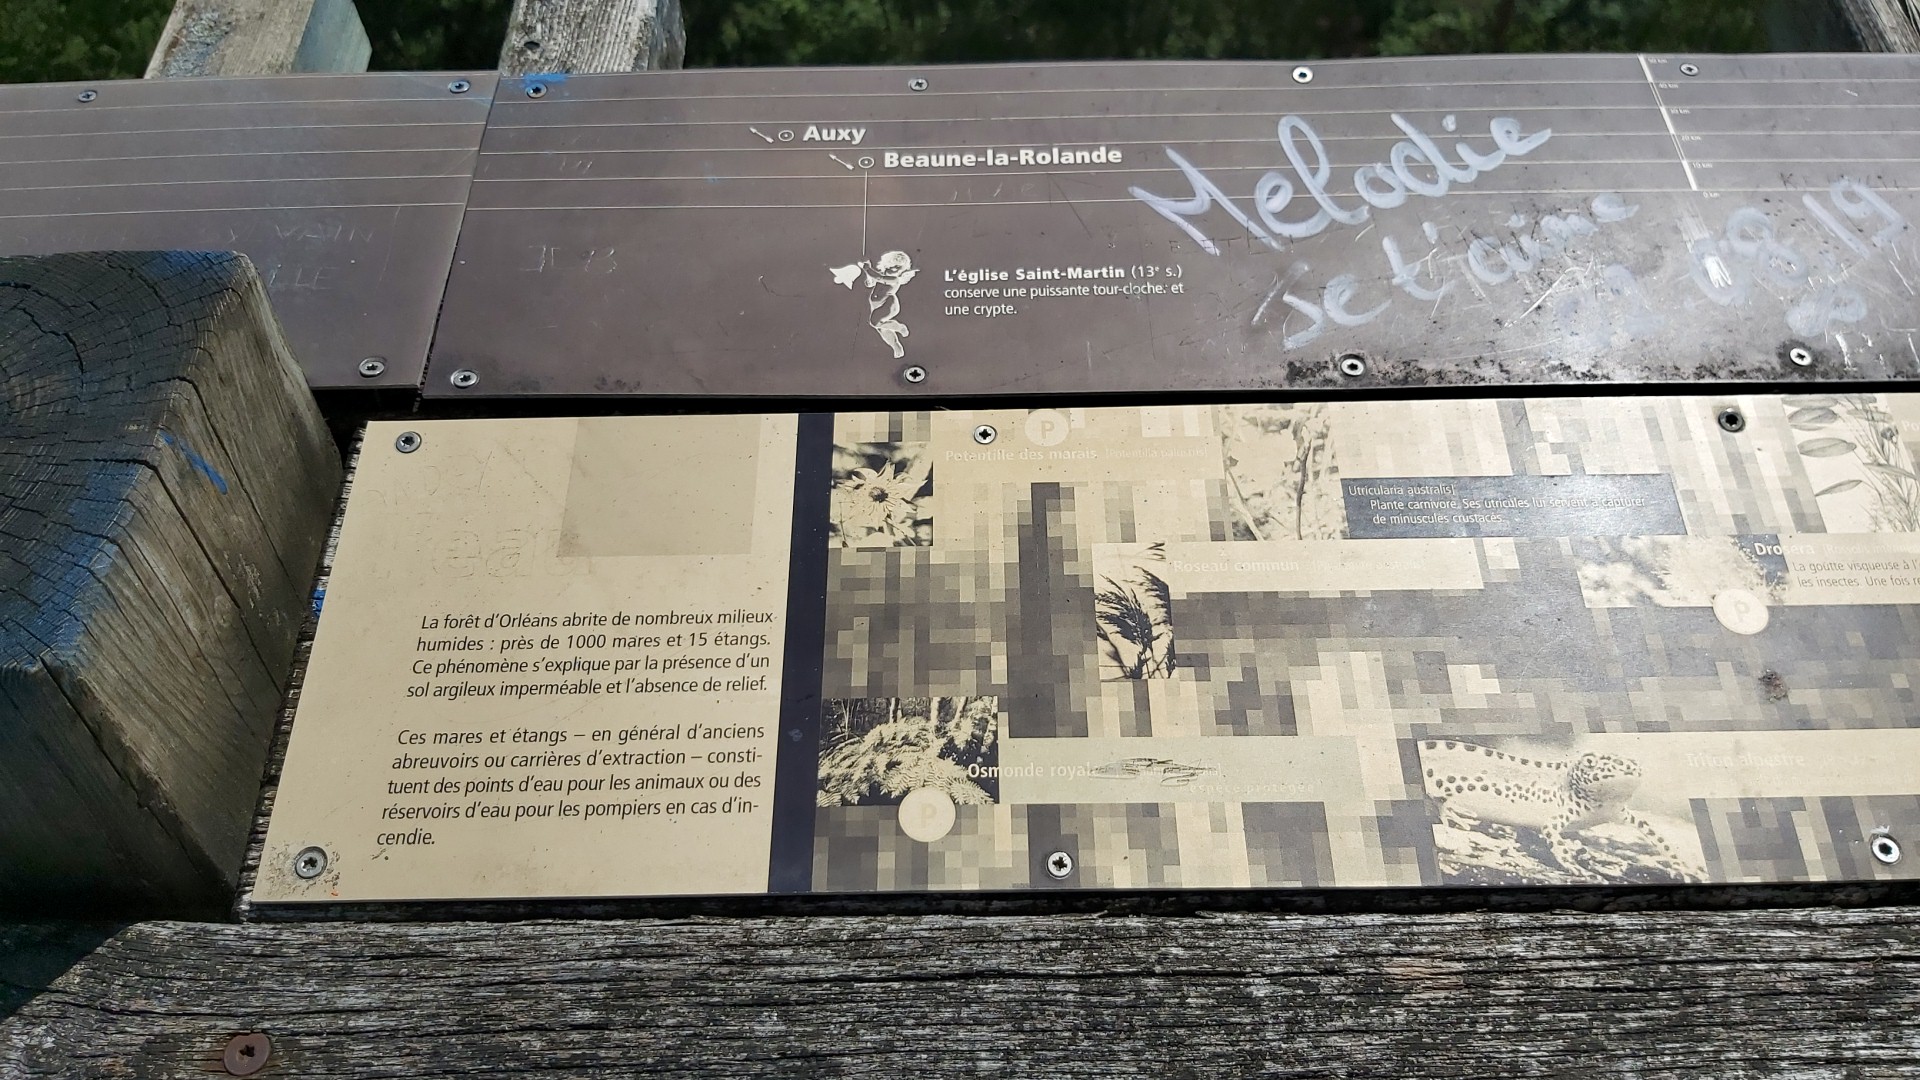 Auxy
Beaune-la-Rolande
L'église Saint-Martin (13e s.)
conserve une puissante tour-cloche. et
une crypte.
Melodie
Je t'aime
08 19
La forêt d'Orléans abrite de nombreux milieux
humides : près de 1000 mares et 15 étangs.
Ce phénomène s'explique par la présence d'un
sol argileux imperméable et l'absence de relief.
Ces mares et étangs – en général d'anciens
abreuvoirs ou carrières d'extraction – consti-
tuent des points d'eau pour les animaux ou des
réservoirs d'eau pour les pompiers en cas d'in-
cendie.
P
Potentille des marais
Utricularia australis]
Plante carnivore. Ses utricules lui servent à capturer
de minuscules crustacés.
Roseau commun
Drosera
La goutte visqueuse à l'
les insectes. Une fois
P
Osmonde royale
espèce protégée
P
Triton alpestre